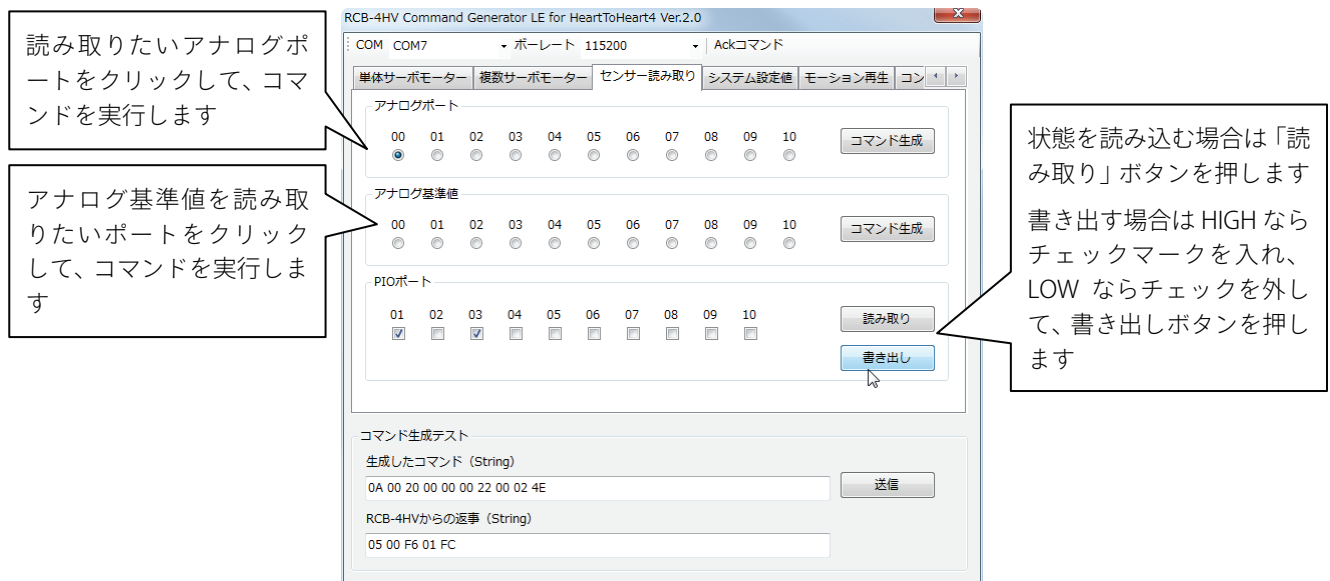 読み取りたいアナログポ
ートをクリックして、コマ
ンドを実行します
アナログ基準値を読み取
りたいポートをクリック
して、コマンドを実行しま
す
RCB-4HV Command Generator LE for HeartToHeart4 Ver.2.0
COM COM7 ボーレート 115200 Ackコマンド
単体サーボモーター 複数サーボモーター センサー読み取り システム設定値 モーション再生 コン
アナログポート
00 01 02 03 04 05 06 07 08 09 10
コマンド生成
アナログ基準値
00 01 02 03 04 05 06 07 08 09 10
コマンド生成
PIOポート
01 02 03 04 05 06 07 08 09 10
読み取り
書き出し
コマンド生成テスト
生成したコマンド（String）
0A 00 20 00 00 00 22 00 02 4E
送信
RCB-4HVからの返事（String）
05 00 F6 01 FC
状態を読み込む場合は「読
み取り」ボタンを押します
書き出す場合は HIGH なら
チェックマークを入れ、
LOW ならチェックを外し
て、書き出しボタンを押し
ます